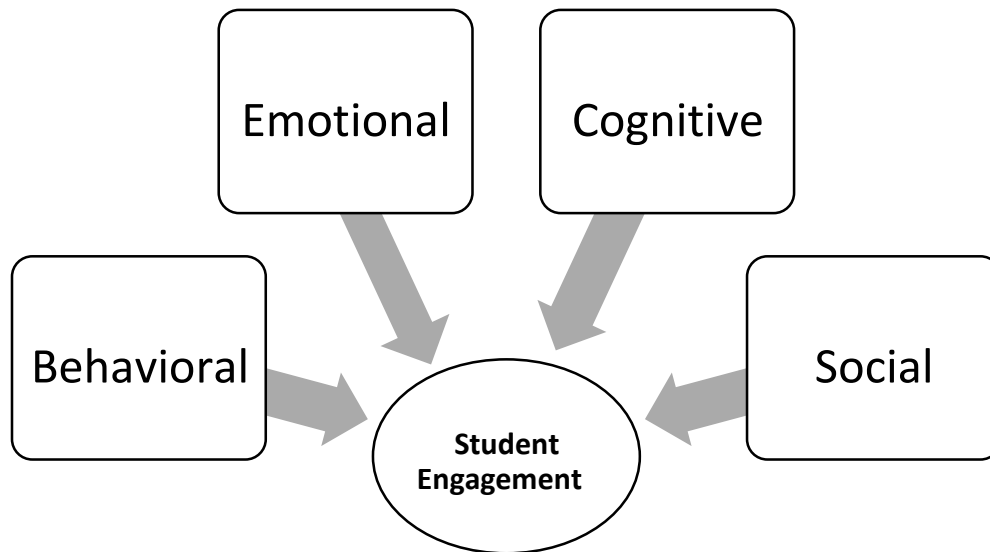 Emotional
Cognitive
Behavioral
Social
Student
Engagement